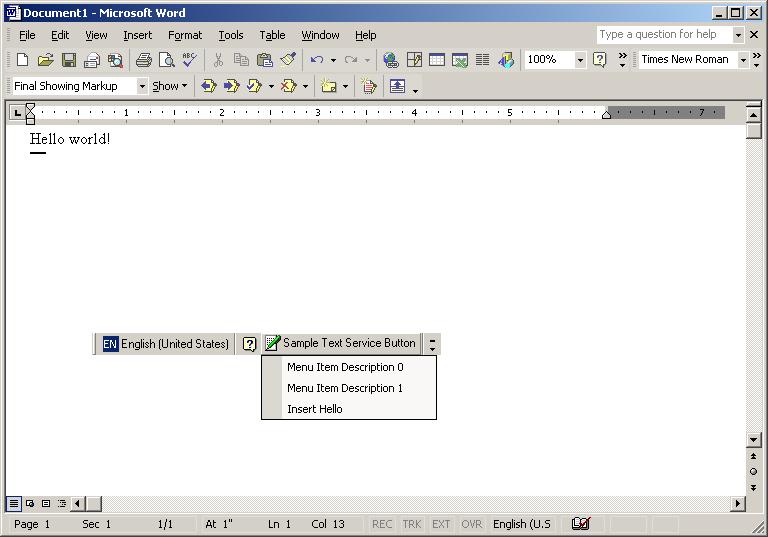 Document1 - Microsoft Word
File Edit View Insert Format Tools Table Window Help Type a question for help
100% Times New Roman
Final Showing Markup Show
1 2 3 4 5 7
Hello world!
EN English (United States) Sample Text Service Button
Menu Item Description 0
Menu Item Description 1
Insert Hello
Page 1 Sec 1 1/1 At 1" Ln 1 Col 13 REC TRK EXT OVR English (U.S